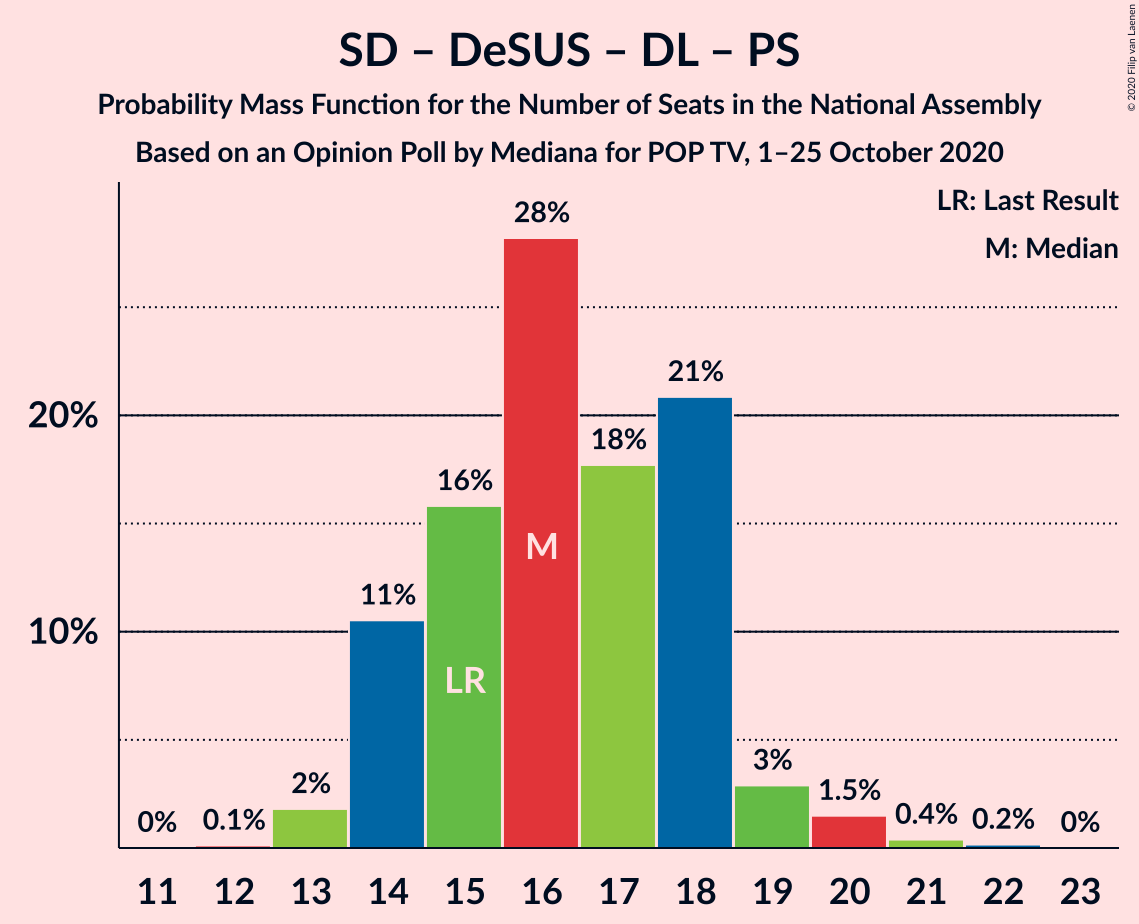 SD – DeSUS – DL – PS
Probability Mass Function for the Number of Seats in the National Assembly
Based on an Opinion Poll by Mediana for POP TV, 1–25 October 2020
© 2020 Filip van Laenen
LR: Last Result
M: Median
28%
21%
20%
18%
16%
M
11%
10%
LR
3%
2%
1.5%
0%
0.1%
0.4%
0.2%
0%
11 12 13 14 15 16 17 18 19 20 21 22 23